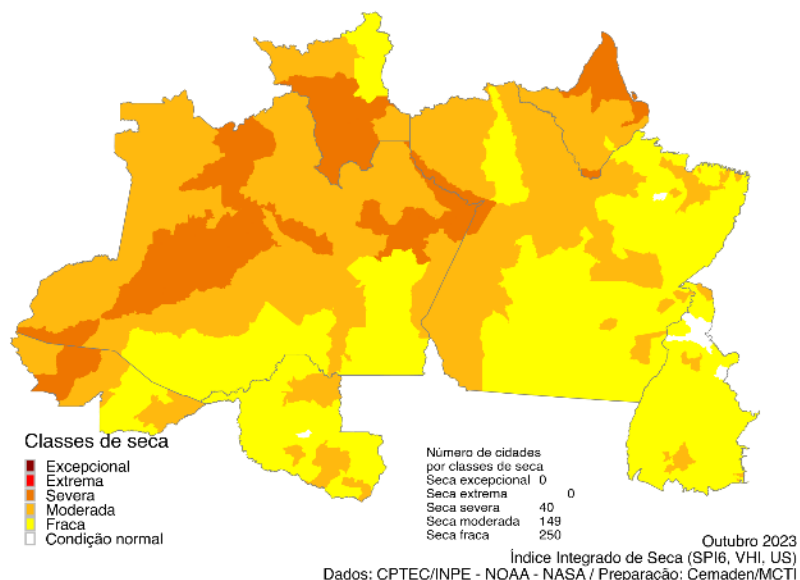 Classes de seca
Excepcional
Extrema
Severa
Moderada
Fraca
Condição normal
Número de cidades
por classes de seca
Seca excepcional 0
Seca extrema 0
Seca severa 40
Seca moderada 149
Seca fraca 250
Outubro 2023
Índice Integrado de Seca (SPI6, VHI, US)
Dados: CPTEC/INPE - NOAA - NASA / Preparação: Cemaden/MCTI